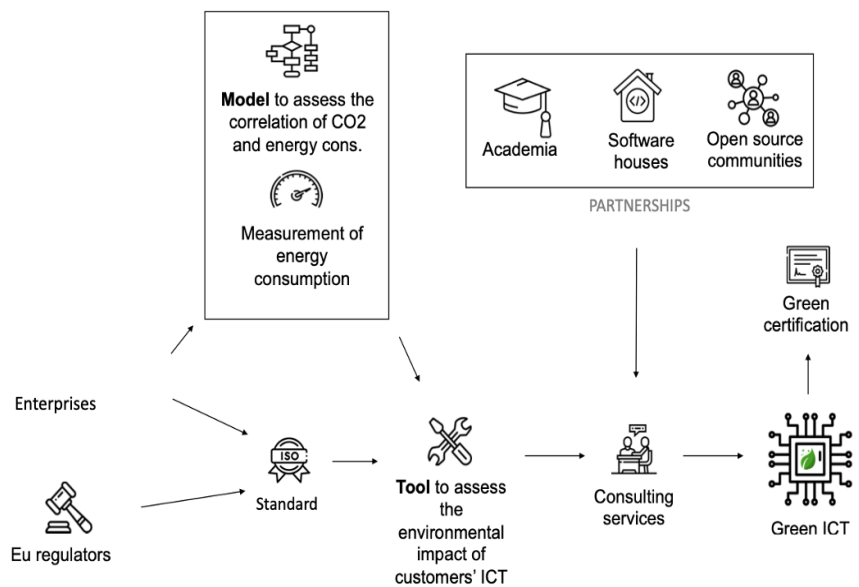 Model to assess the
correlation of CO2
and energy cons.
Measurement of
energy
consumption
Academia
Software
houses
Open source
communities
PARTNERSHIPS
Green
certification
Enterprises
ISO
Standard
Eu regulators
Tool to assess
the
environmental
impact of
customers' ICT
Consulting
services
Green ICT